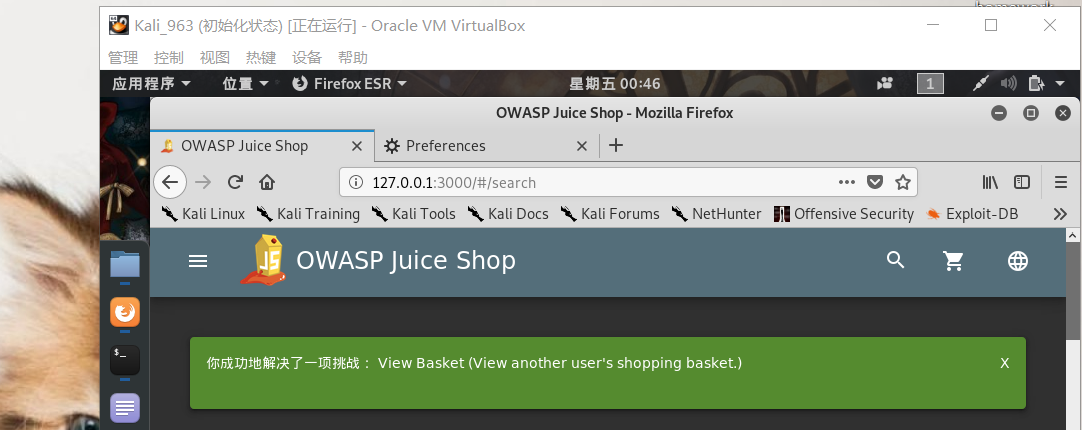 homework
Kali_963 (初始化状态) [正在运行] - Oracle VM VirtualBox
管理 控制 视图 热键 设备 帮助
应用程序 位置 Firefox ESR 星期五 00:46 1
OWASP Juice Shop - Mozilla Firefox
OWASP Juice Shop Preferences
127.0.0.1:3000/#/search
Kali Linux Kali Training Kali Tools Kali Docs Kali Forums NetHunter Offensive Security Exploit-DB
JS OWASP Juice Shop
你成功地解决了一项挑战： View Basket (View another user's shopping basket.) X
$_